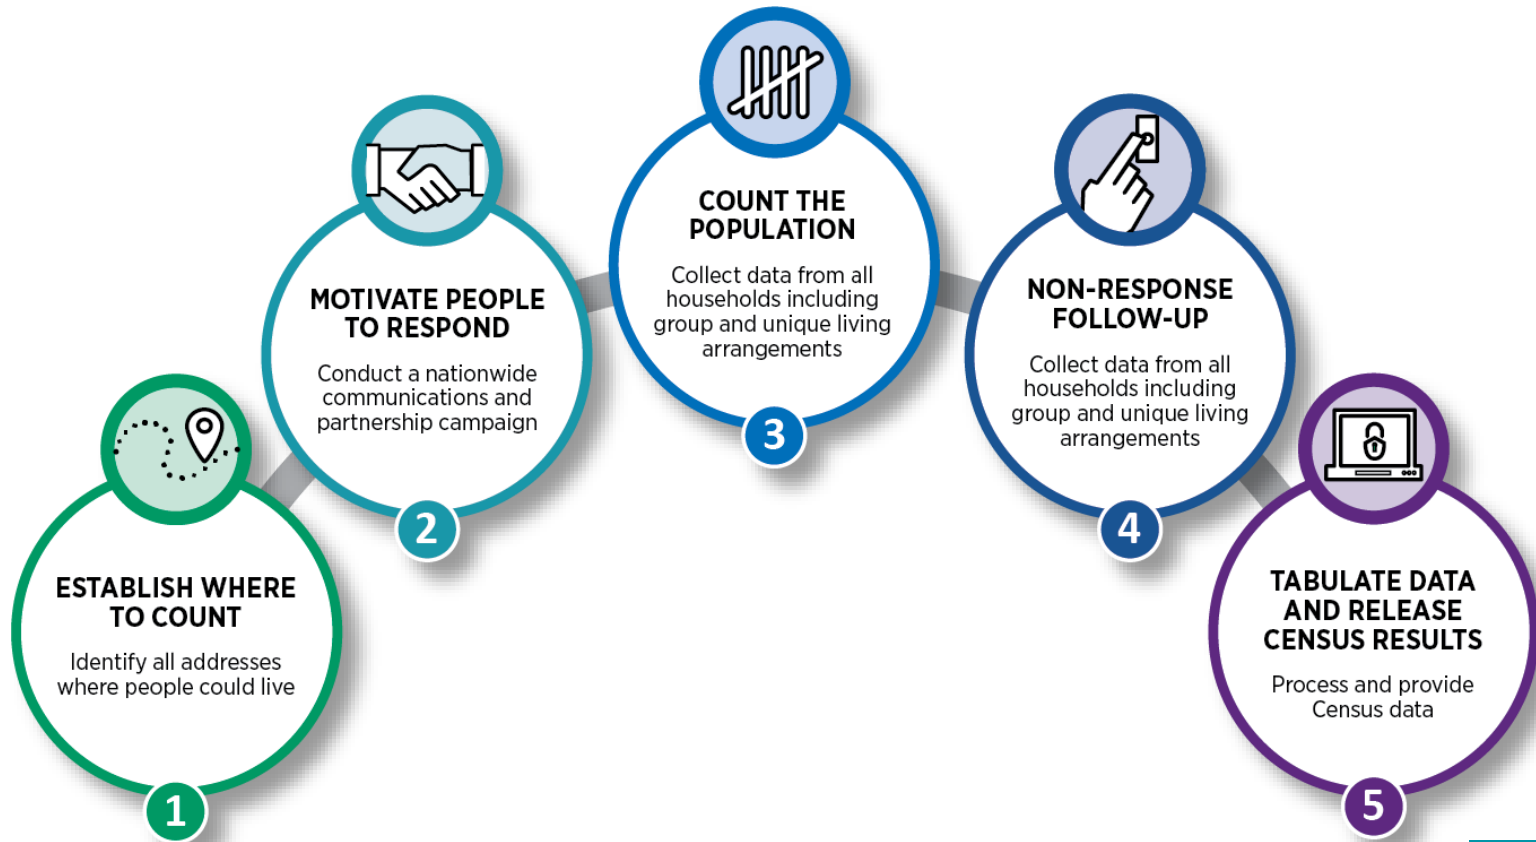 ESTABLISH WHERE
TO COUNT
Identify all addresses
where people could live
1
MOTIVATE PEOPLE
TO RESPOND
Conduct a nationwide
communications and
partnership campaign
2
COUNT THE
POPULATION
Collect data from all
households including
group and unique living
arrangements
3
NON-RESPONSE
FOLLOW-UP
Collect data from all
households including
group and unique living
arrangements
4
TABULATE DATA
AND RELEASE
CENSUS RESULTS
Process and provide
Census data
5